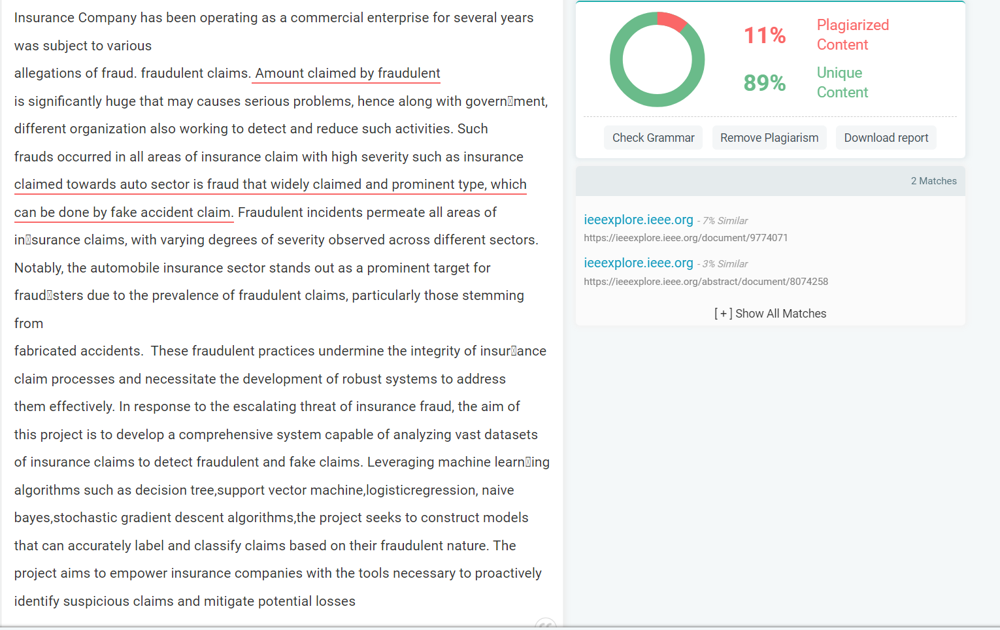 Insurance Company has been operating as a commercial enterprise for several years
was subject to various
allegations of fraud. fraudulent claims. Amount claimed by fraudulent
is significantly huge that may causes serious problems, hence along with govern￾ment,
different organization also working to detect and reduce such activities. Such
frauds occurred in all areas of insurance claim with high severity such as insurance
claimed towards auto sector is fraud that widely claimed and prominent type, which
can be done by fake accident claim. Fraudulent incidents permeate all areas of
in￾surance claims, with varying degrees of severity observed across different sectors.
Notably, the automobile insurance sector stands out as a prominent target for
fraud￾sters due to the prevalence of fraudulent claims, particularly those stemming
from
fabricated accidents.  These fraudulent practices undermine the integrity of insur￾ance
claim processes and necessitate the development of robust systems to address
them effectively. In response to the escalating threat of insurance fraud, the aim of
this project is to develop a comprehensive system capable of analyzing vast datasets
of insurance claims to detect fraudulent and fake claims. Leveraging machine learn￾ing
algorithms such as decision tree,support vector machine,logisticregression, naive
bayes,stochastic gradient descent algorithms,the project seeks to construct models
that can accurately label and classify claims based on their fraudulent nature. The
project aims to empower insurance companies with the tools necessary to proactively
identify suspicious claims and mitigate potential losses
11%
Plagiarized
Content
89%
Unique
Content
Check Grammar
Remove Plagiarism
Download report
2 Matches
ieeexplore.ieee.org - 7% Similar
https://ieeexplore.ieee.org/document/9774071
ieeexplore.ieee.org - 3% Similar
https://ieeexplore.ieee.org/abstract/document/8074258
[ + ] Show All Matches